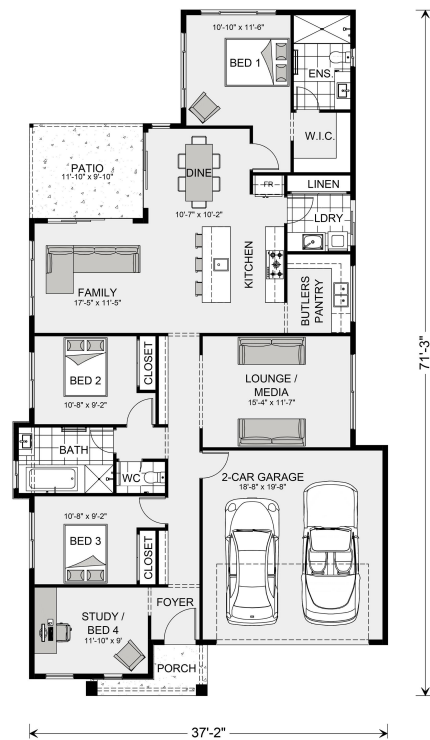 10'-10" x 11'-6"
BED 1
ENS.
W.I.C.
PATIO
11'-10" x 9'-10"
DINE
10'-7" x 10'-2"
FR
LINEN
LDRY
KITCHEN
FAMILY
17'-5" x 11'-5"
BUTLERS
PANTRY
71'-3"
BED 2
10'-8" x 9'-2"
CLOSET
LOUNGE /
MEDIA
15'-4" x 11'-7"
BATH
WC
2-CAR GARAGE
18'-8" x 19'-8"
10'-8" x 9'-2"
BED 3
CLOSET
STUDY /
BED 4
11'-10" x 9'
FOYER
PORCH
37'-2"